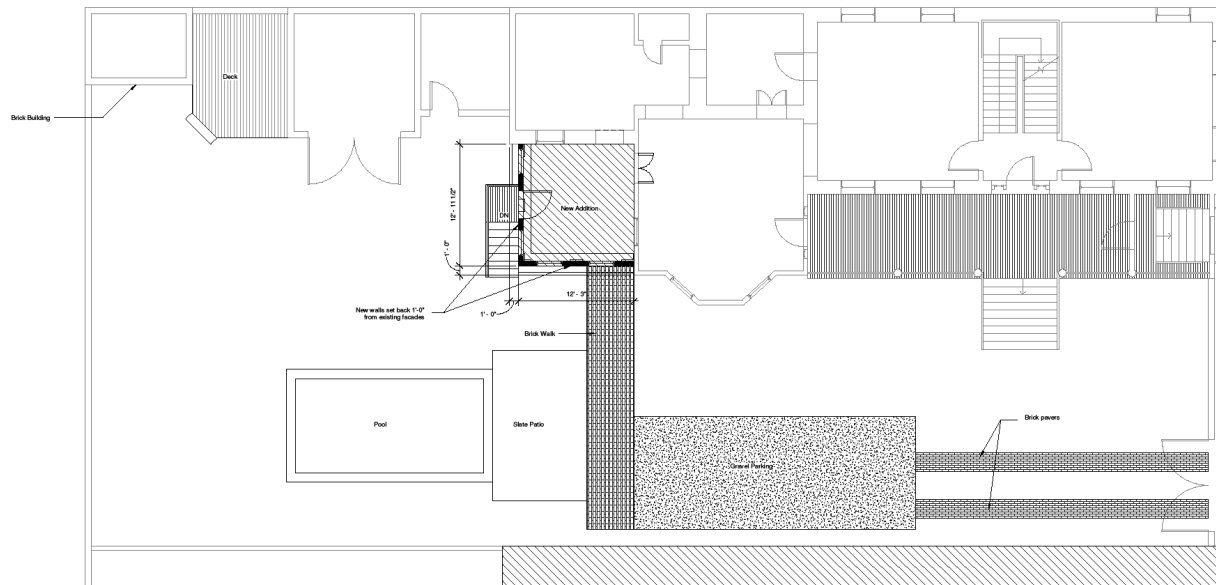 Deck
Brick Building
12' - 11 1/2"
DN
New Addition
1' - 0"
12' - 3"
New walls set back 1'-0"
from existing facades
1' - 0"
Brick Walk
Pool
Slate Patio
Brick pavers
Gravel Parking